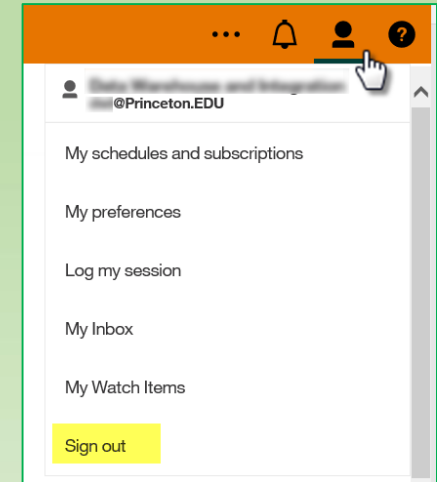 @Princeton.EDU
My schedules and subscriptions
My preferences
Log my session
My Inbox
My Watch Items
Sign out